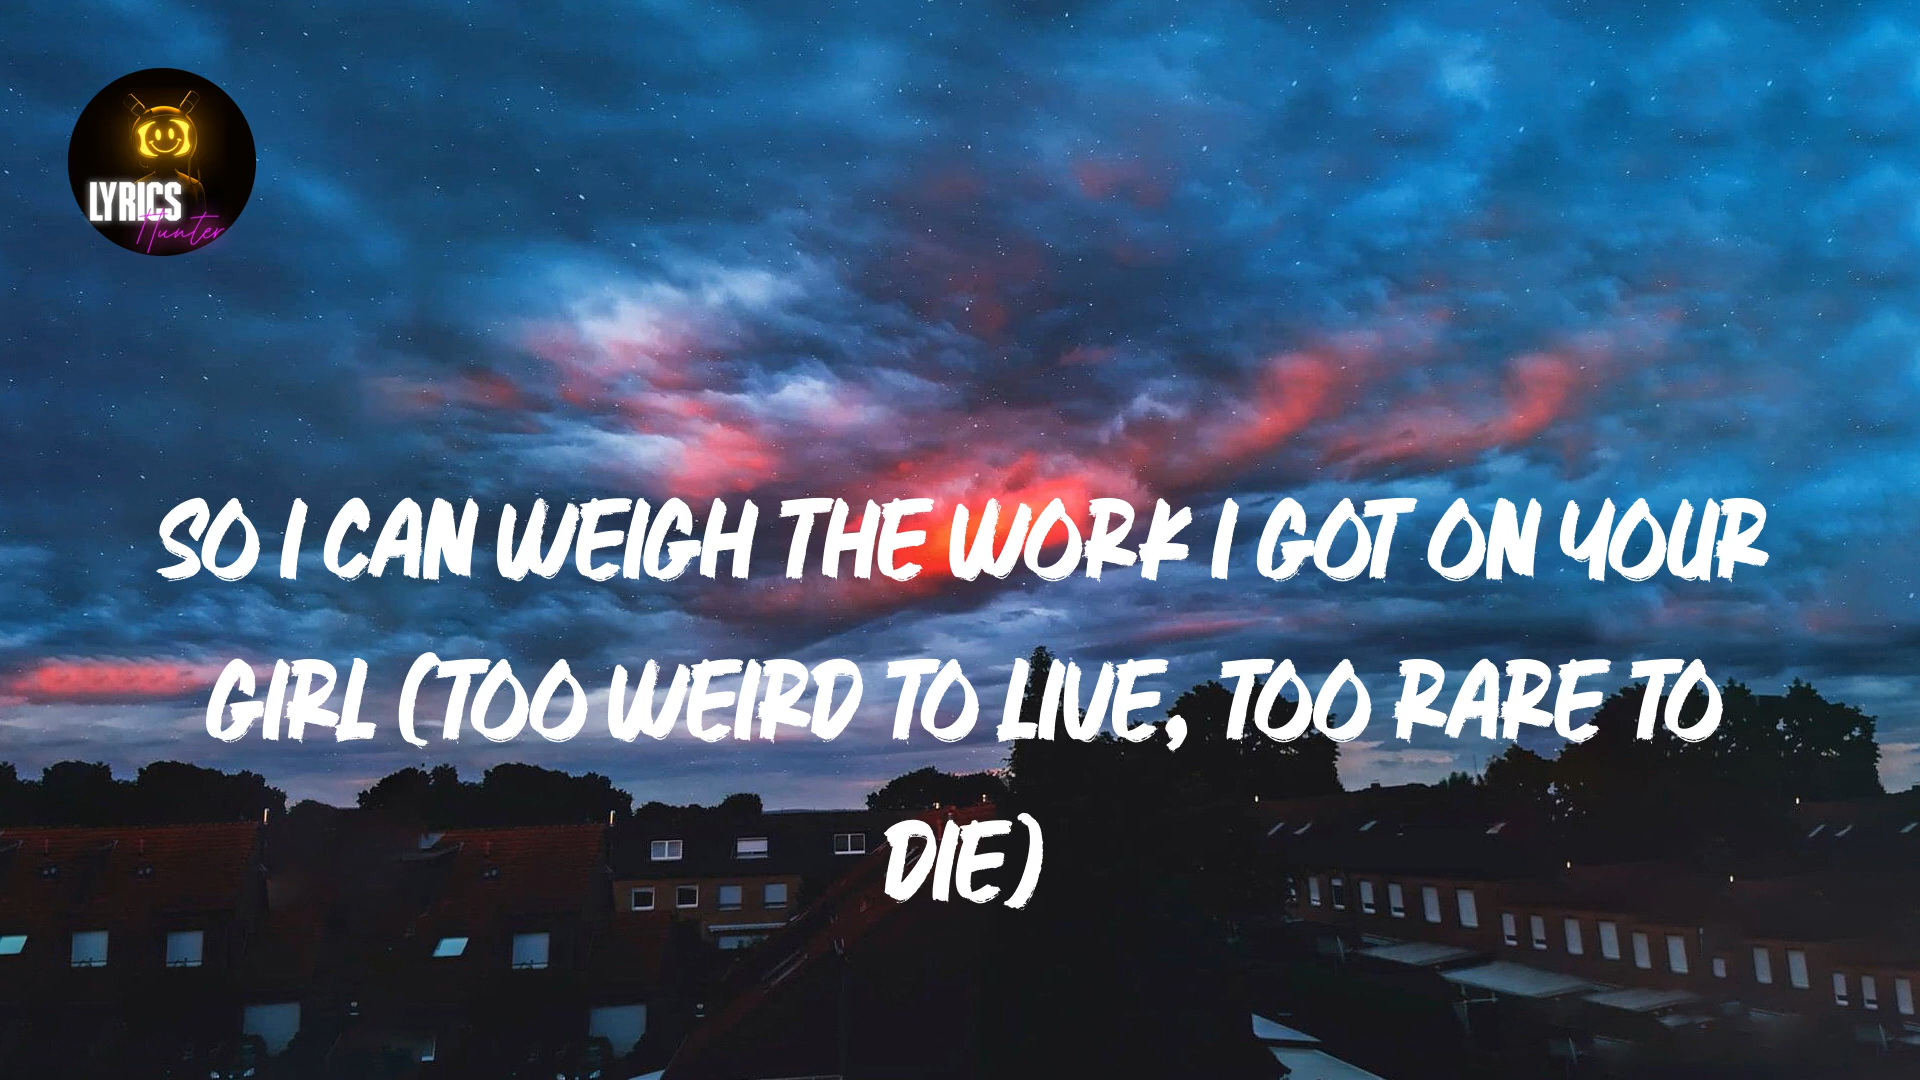 LYRICS
Hunter
SO I CAN WEIGH THE WORK I GOT ON YOUR
GIRL (TOO WEIRD TO LIVE, TOO RARE TO
DIE)